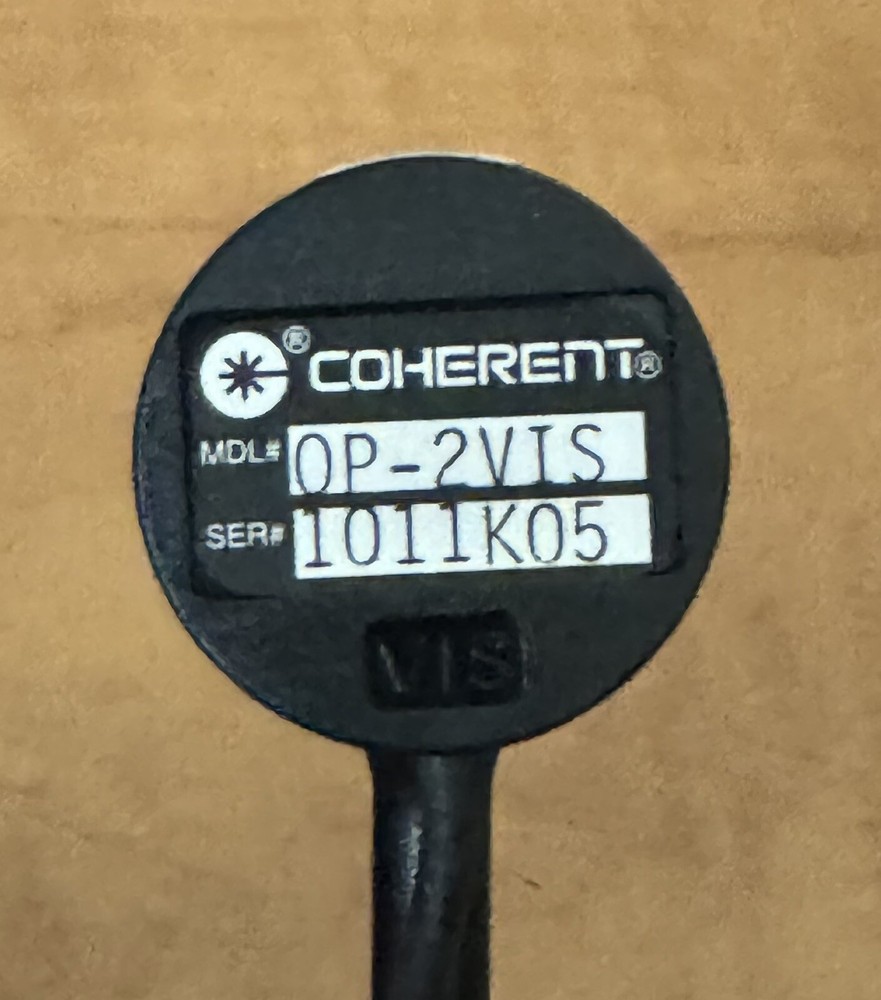 ® COHERENT®
MDL# OP-2VIS
SER# 1011K05
VIS